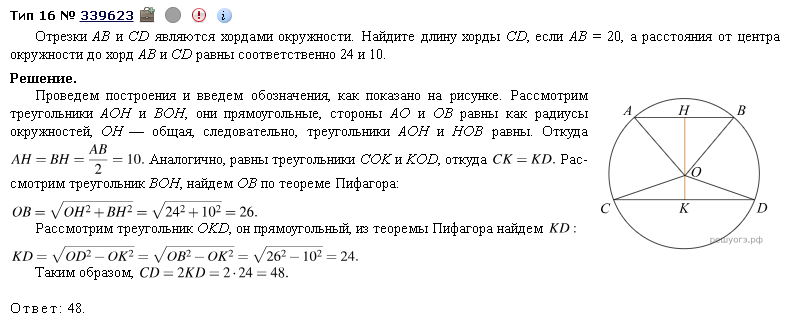 Тип 16 № 339623 i
Отрезки AB и CD являются хордами окружности. Найдите длину хорды CD, если AB = 20, а расстояния от центра
окружности до хорд AB и CD равны соответственно 24 и 10.
Решение.
Проведем построения и введем обозначения, как показано на рисунке. Рассмотрим
треугольники AOH и BOH, они прямоугольные, стороны AO и OB равны как радиусы
окружностей, OH — общая, следовательно, треугольники AOH и HOB равны. Откуда
AH = BH = AB/2 = 10. Аналогично, равны треугольники COK и KOD, откуда CK = KD. Рас-
смотрим треугольник BOH, найдем OB по теореме Пифагора:
OB = √(OH² + BH²) = √(24² + 10²) = 26.
Рассмотрим треугольник OKD, он прямоугольный, из теоремы Пифагора найдем KD :
KD = √(OD² − OK²) = √(OB² − OK²) = √(26² − 10²) = 24.
Таким образом, CD = 2KD = 2 · 24 = 48.
Ответ: 48.
A H B
O
C K D
решуогэ.рф